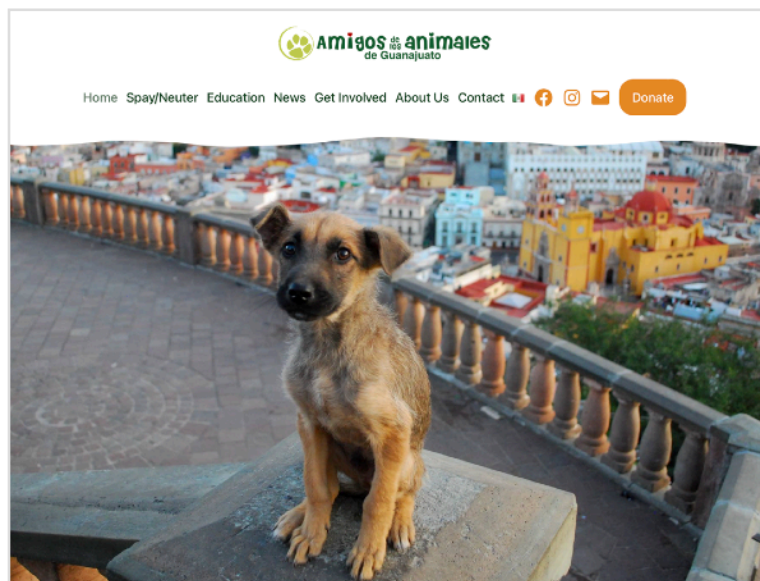 Amigos de los animales
de Guanajuato
Home Spay/Neuter Education News Get Involved About Us Contact Donate